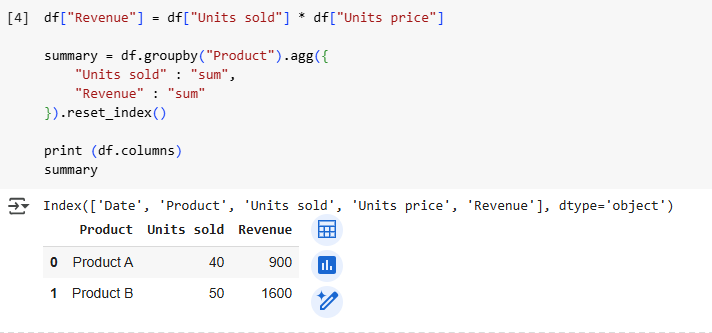 [4] df["Revenue"] = df["Units sold"] * df["Units price"]
summary = df.groupby("Product").agg({
"Units sold" : "sum",
"Revenue" : "sum"
}).reset_index()
print (df.columns)
summary
Index(['Date', 'Product', 'Units sold', 'Units price', 'Revenue'], dtype='object')
Product Units sold Revenue
0 Product A 40 900
1 Product B 50 1600